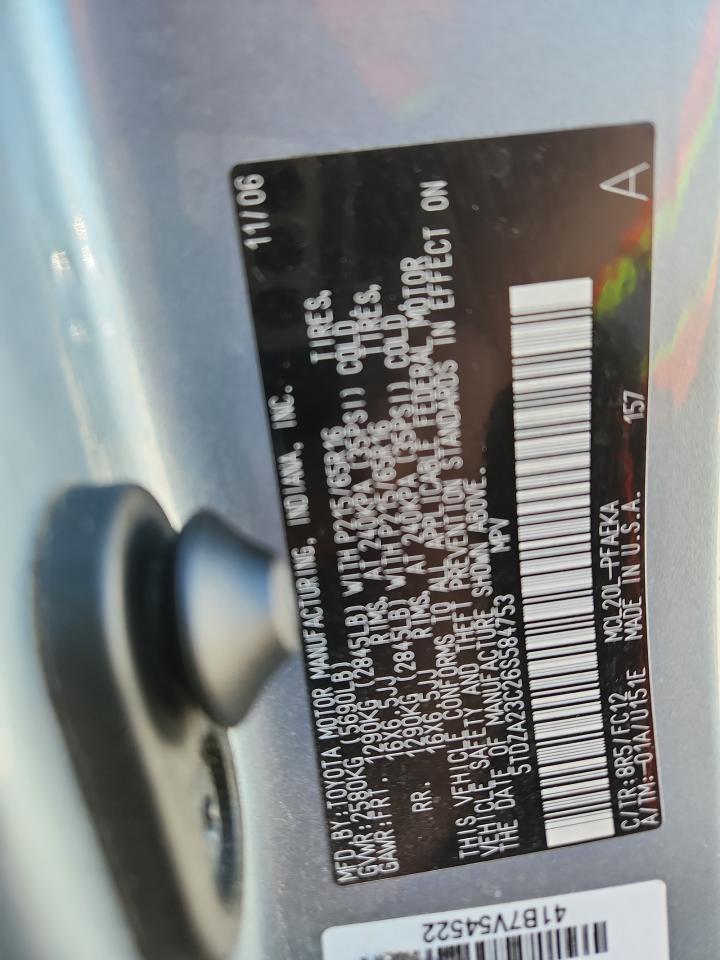 MFD.BY:TOYOTA MOTOR MANUFACTURING, INDIANA, INC. 11/06
GVWR:2580KG (5690LB)
GAWR:FRT. 1290KG (2845LB) WITH P215/65R16 TIRES,
16X6.5JJ RIMS, AT 240KPA (35PSI) COLD
RR. 1290KG (2845LB) WITH P215/65R16 TIRES,
16X6.5JJ RIMS, AT 240KPA (35PSI) COLD
THIS VEHICLE CONFORMS TO ALL APPLICABLE FEDERAL MOTOR
VEHICLE SAFETY AND THEFT PREVENTION STANDARDS IN EFFECT ON
THE DATE OF MANUFACTURE SHOWN ABOVE.
5TDZA23C26S584753 MPV
C/TR:8R5/FC12 MCL20L-PFAEKA 157 A
A/TM:-01A/U151E MADE IN U.S.A.
41B7V54522